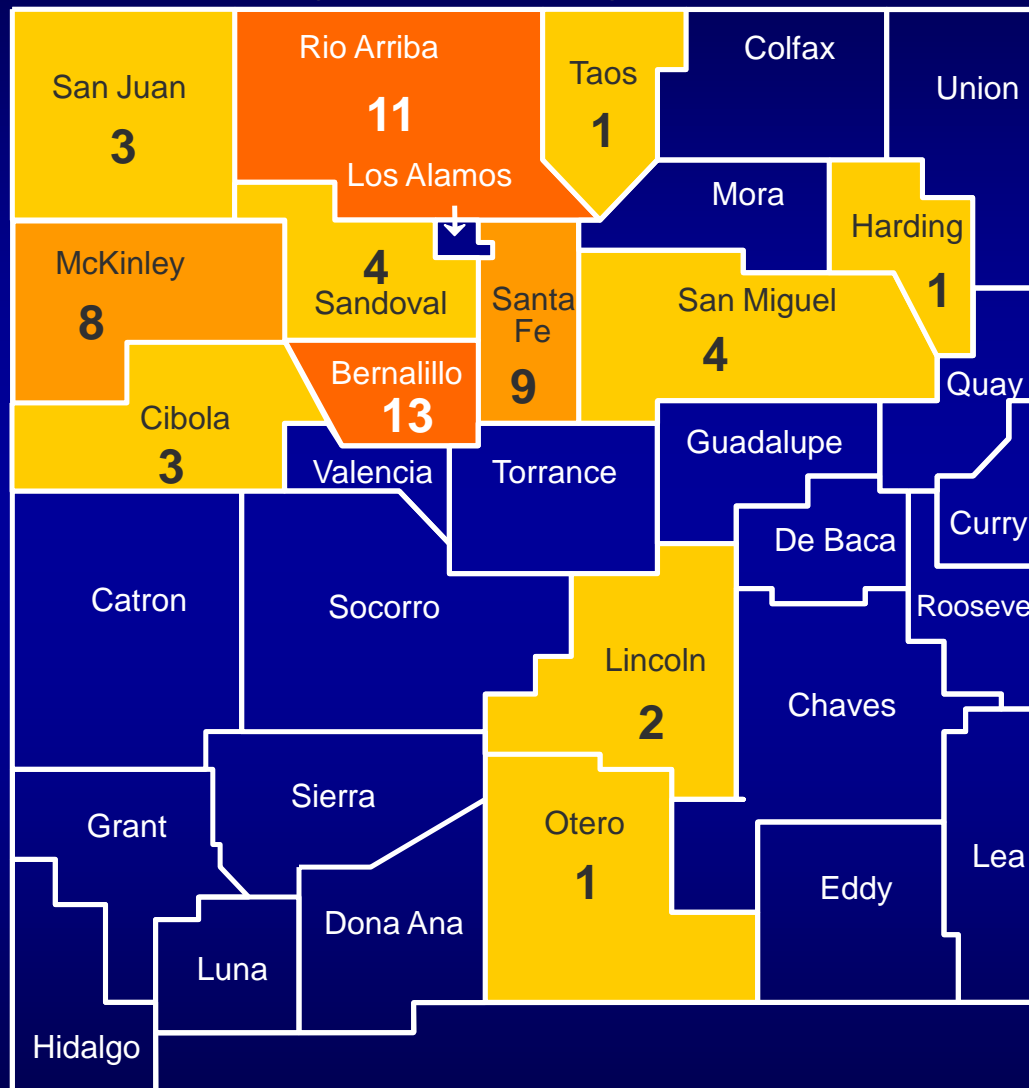 Rio Arriba
11
Colfax
Taos
1
San Juan
3
Union
Los Alamos
Mora
Harding
1
McKinley
8
4
Sandoval
Santa
Fe
9
San Miguel
4
Bernalillo
13
Quay
Cibola
3
Guadalupe
Valencia
Torrance
Curry
De Baca
Catron
Socorro
Rooseve
Lincoln
2
Chaves
Sierra
Grant
Otero
1
Lea
Eddy
Dona Ana
Luna
Hidalgo